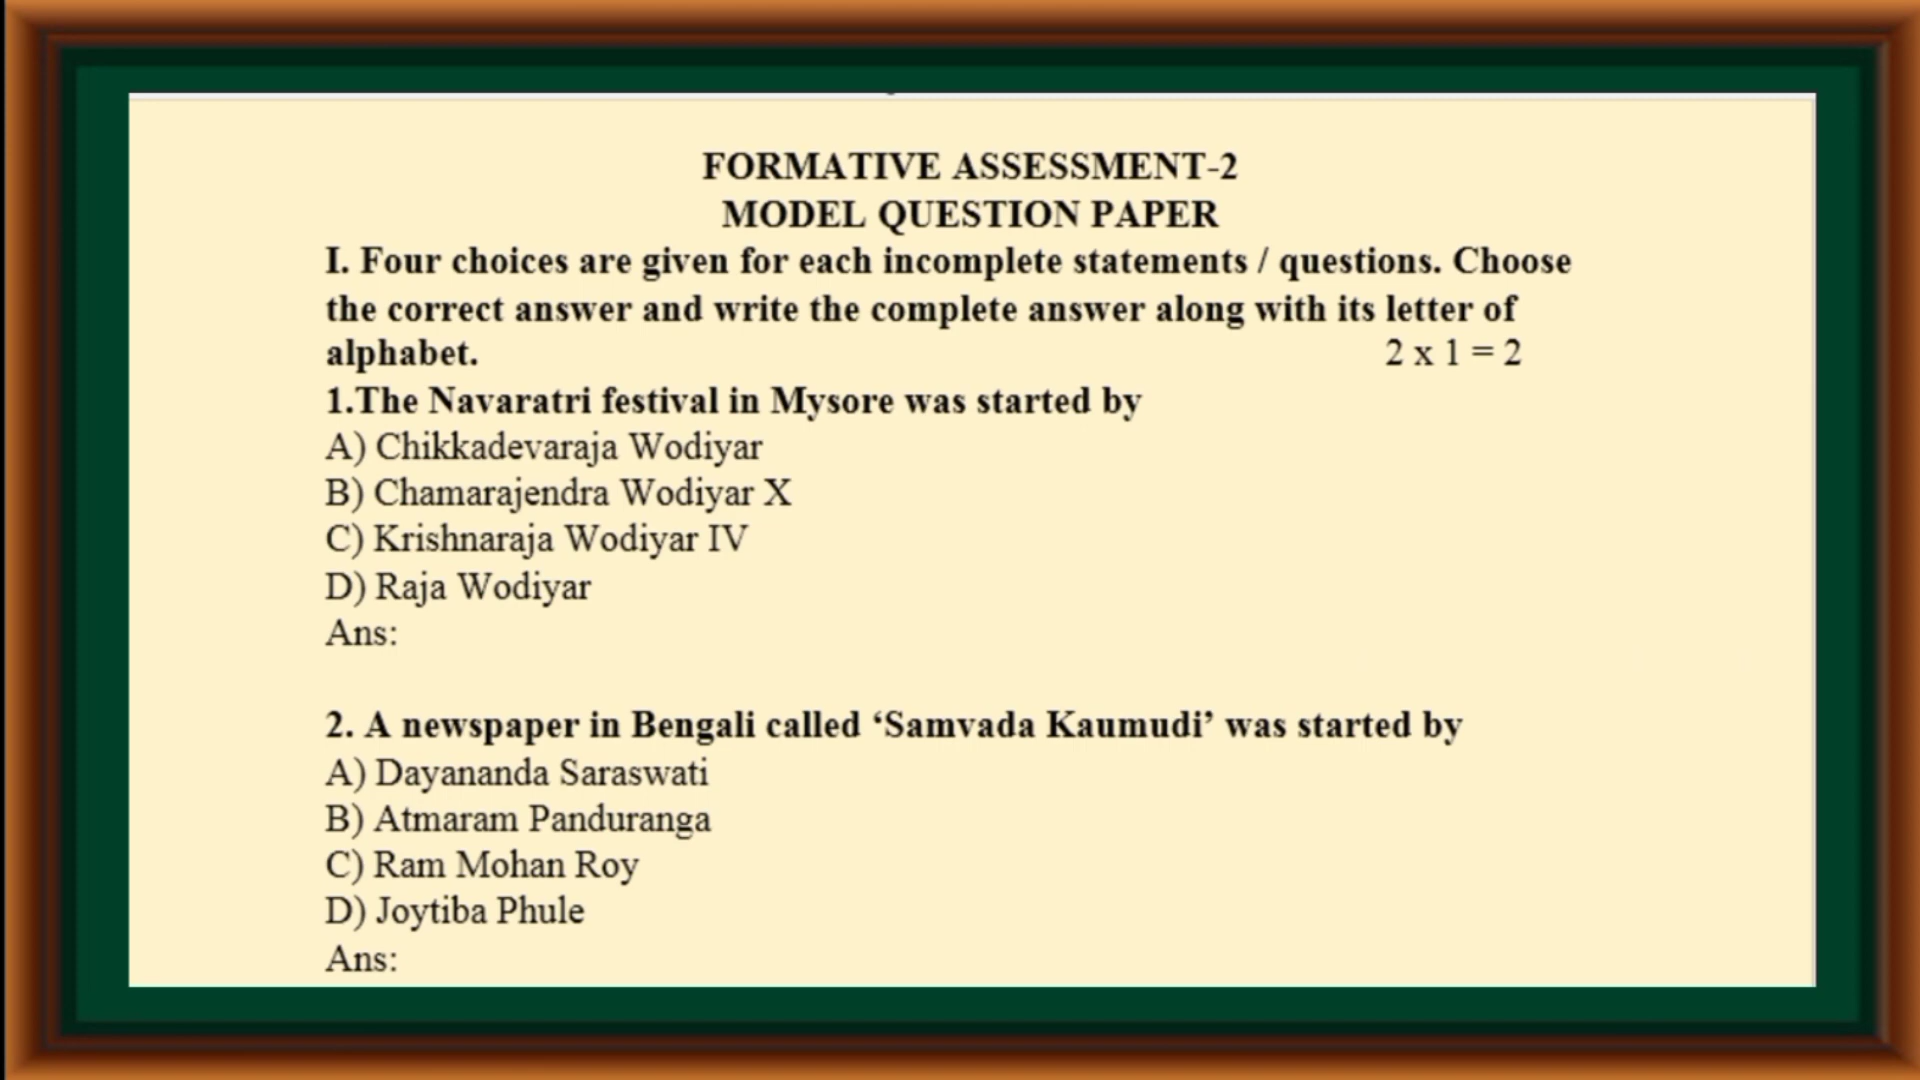 FORMATIVE ASSESSMENT-2
MODEL QUESTION PAPER
I. Four choices are given for each incomplete statements / questions. Choose
the correct answer and write the complete answer along with its letter of
alphabet. 2 x 1 = 2
1.The Navaratri festival in Mysore was started by
A) Chikkadevaraja Wodiyar
B) Chamarajendra Wodiyar X
C) Krishnaraja Wodiyar IV
D) Raja Wodiyar
Ans:
2. A newspaper in Bengali called ‘Samvada Kaumudi’ was started by
A) Dayananda Saraswati
B) Atmaram Panduranga
C) Ram Mohan Roy
D) Joytiba Phule
Ans: